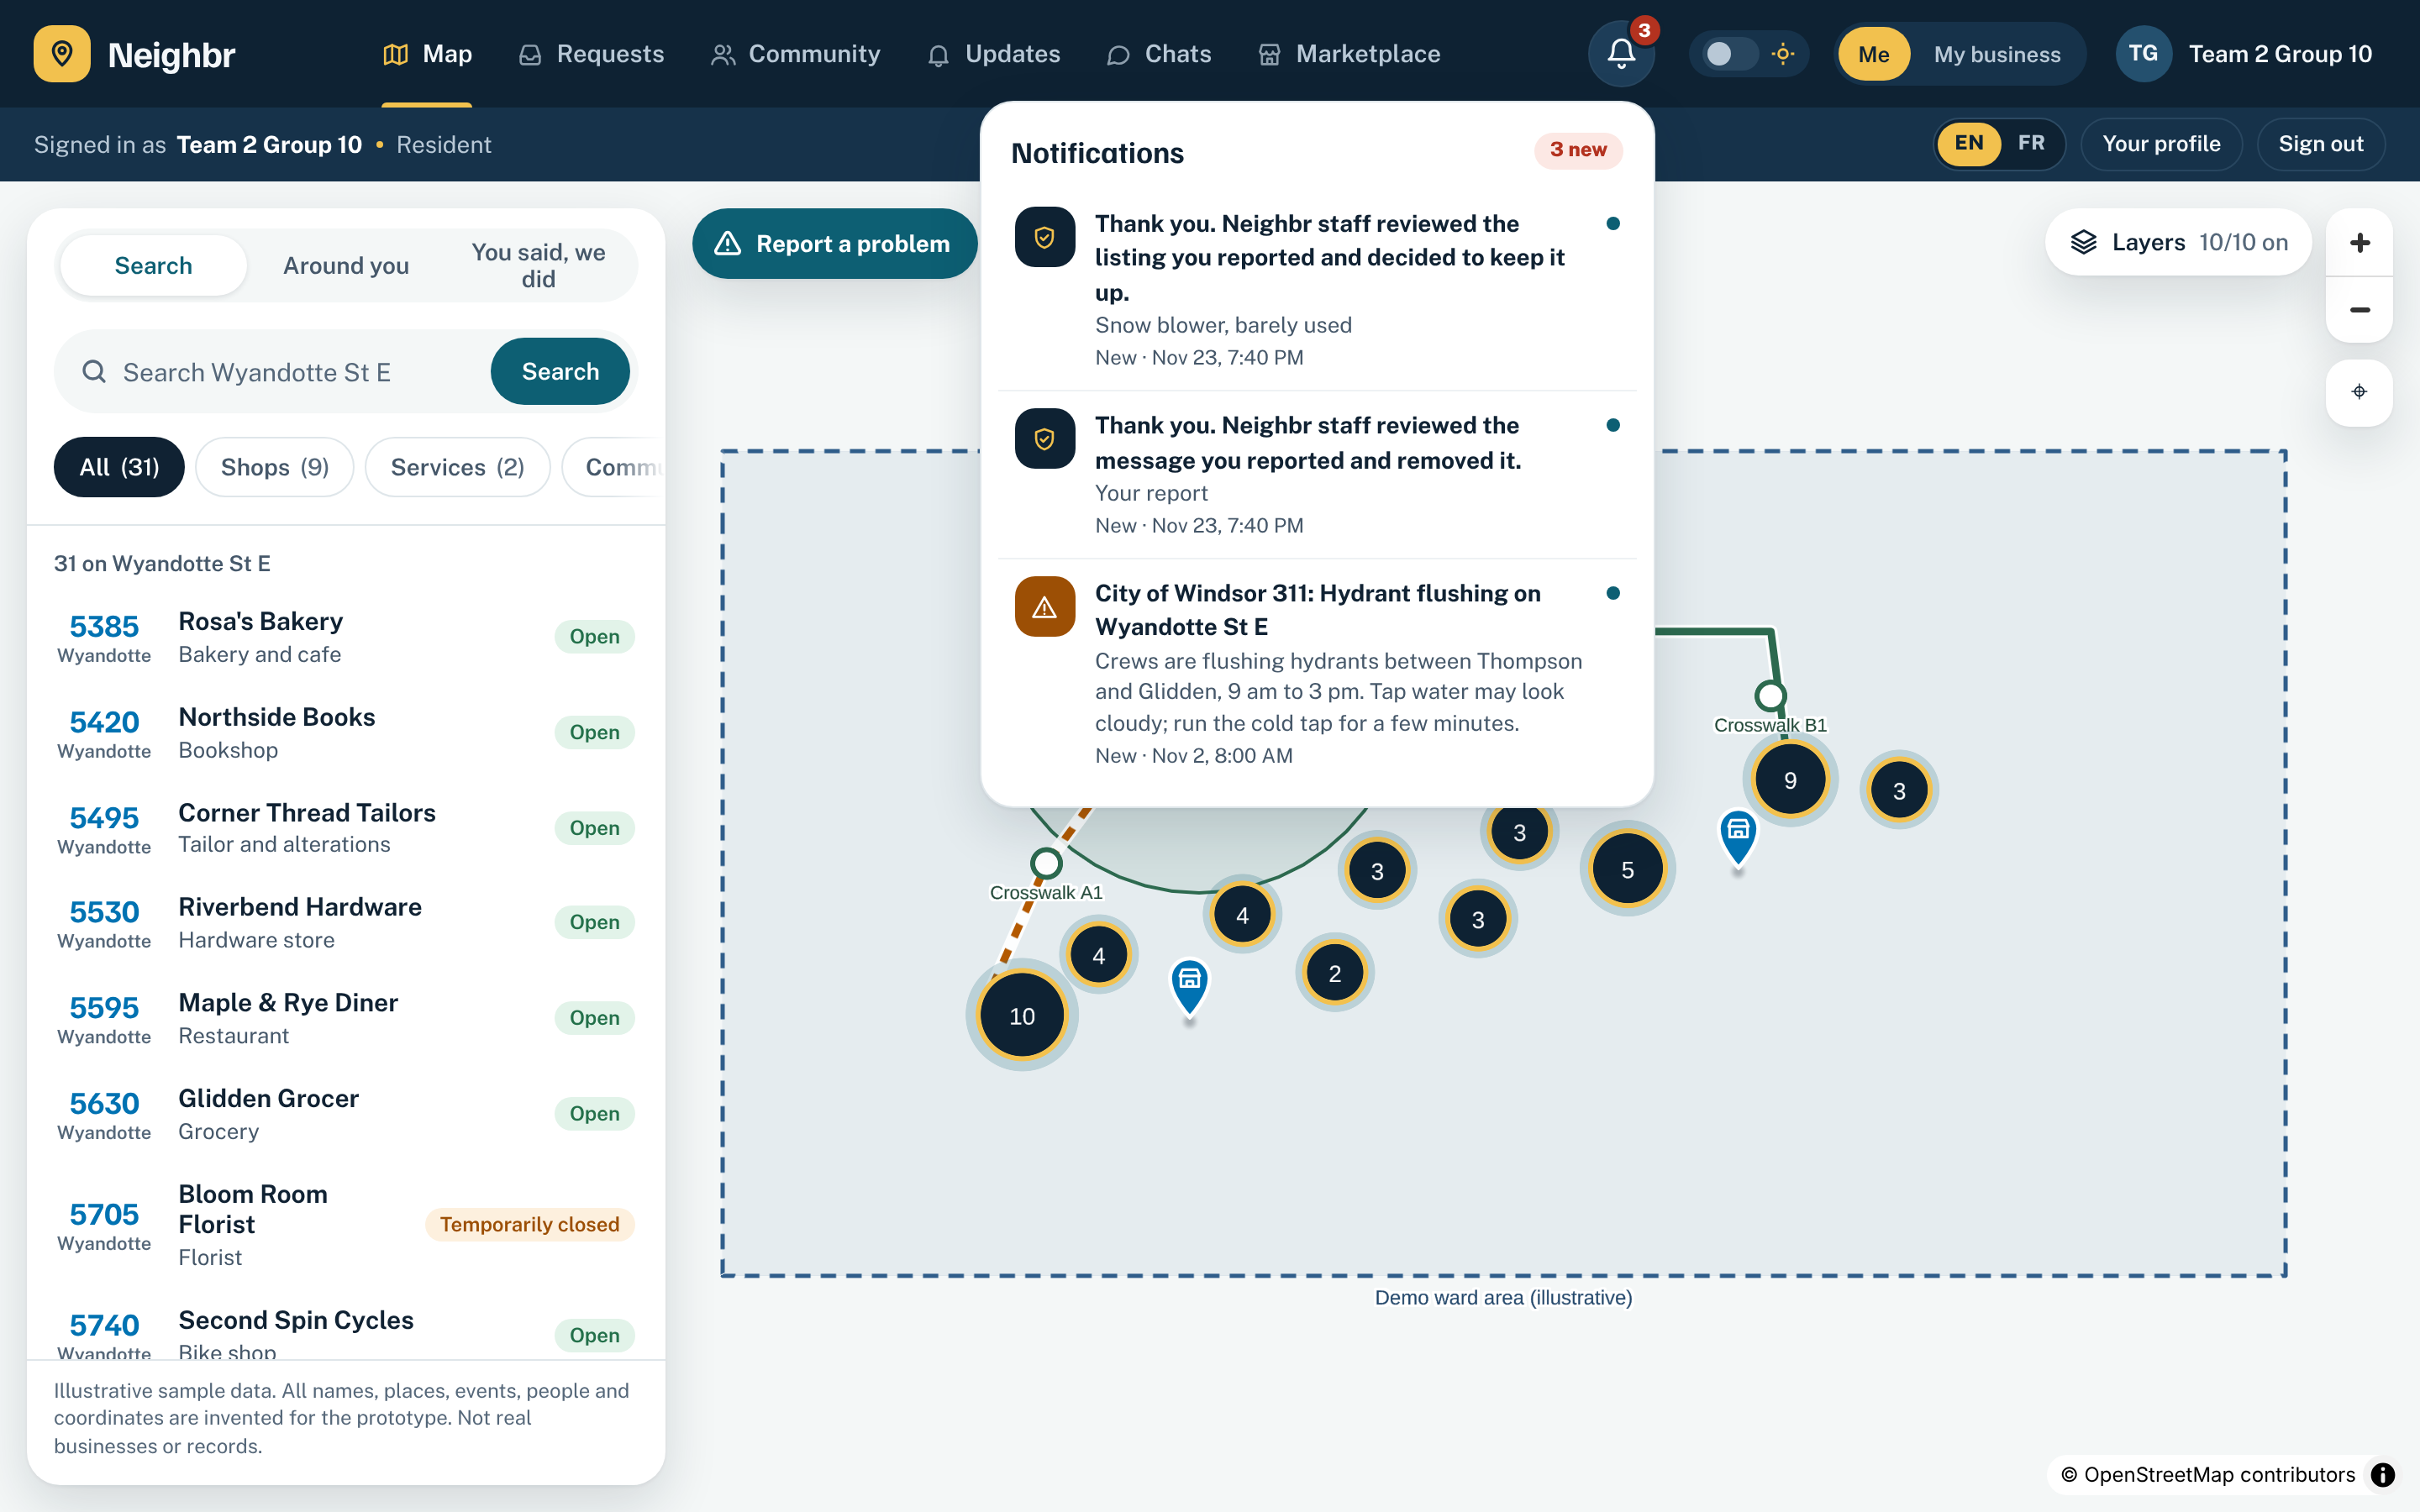 Neighbr
Map
Requests
Community
Updates
Chats
Marketplace
3
Me
My business
TG
Team 2 Group 10
Signed in as Team 2 Group 10 • Resident
EN
FR
Your profile
Sign out
Search
Around you
You said, we
did
Search Wyandotte St E
Search
All (31)
Shops (9)
Services (2)
31 on Wyandotte St E
5385
Wyandotte
Rosa's Bakery
Bakery and cafe
Open
5420
Wyandotte
Northside Books
Bookshop
Open
5495
Wyandotte
Corner Thread Tailors
Tailor and alterations
Open
5530
Wyandotte
Riverbend Hardware
Hardware store
Open
5595
Wyandotte
Maple & Rye Diner
Restaurant
Open
5630
Wyandotte
Glidden Grocer
Grocery
Open
5705
Wyandotte
Bloom Room
Florist
Florist
Temporarily closed
5740
Wyandotte
Second Spin Cycles
Bike shop
Open
Illustrative sample data. All names, places, events, people and
coordinates are invented for the prototype. Not real
businesses or records.
Report a problem
Notifications
3 new
Thank you. Neighbr staff reviewed the
listing you reported and decided to keep it
up.
Snow blower, barely used
New · Nov 23, 7:40 PM
Thank you. Neighbr staff reviewed the
message you reported and removed it.
Your report
New · Nov 23, 7:40 PM
City of Windsor 311: Hydrant flushing on
Wyandotte St E
Crews are flushing hydrants between Thompson
and Glidden, 9 am to 3 pm. Tap water may look
cloudy; run the cold tap for a few minutes.
New · Nov 2, 8:00 AM
Layers 10/10 on
+
−
Crosswalk B1
9
3
3
5
3
Crosswalk A1
4
3
4
2
10
Demo ward area (illustrative)
© OpenStreetMap contributors